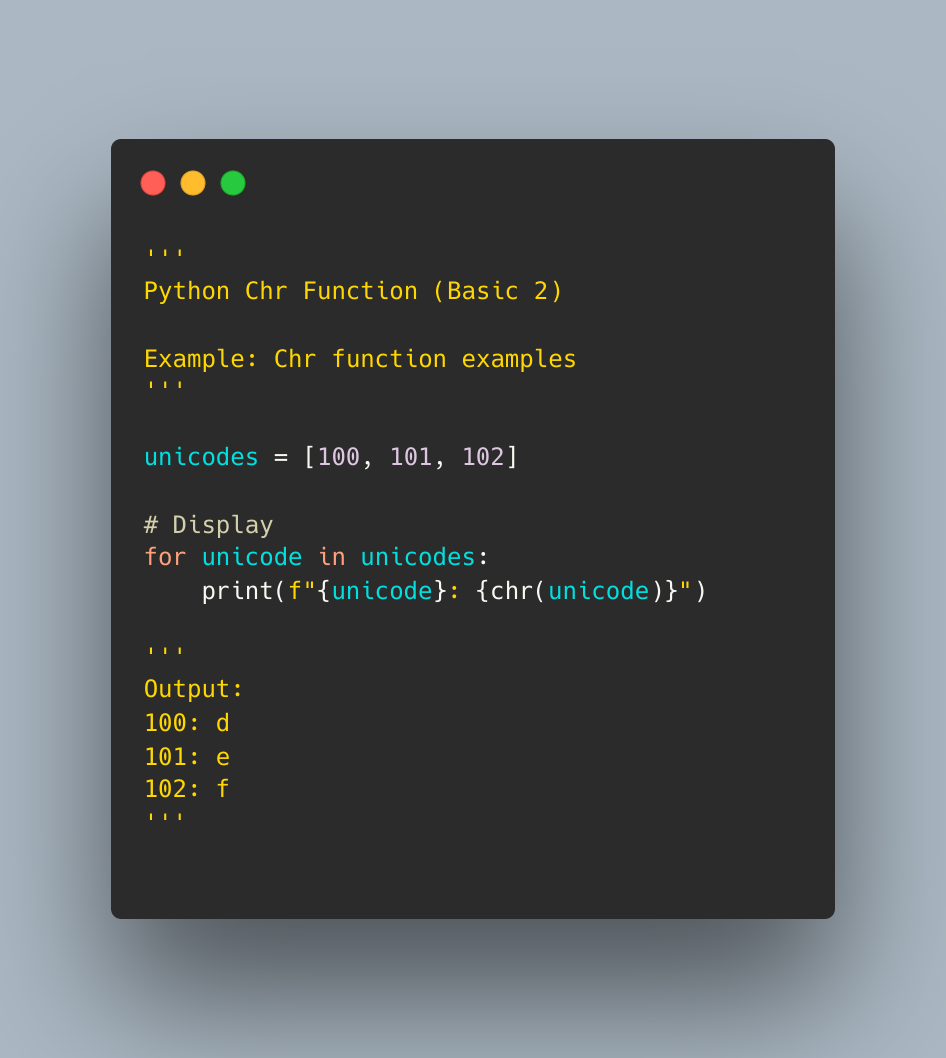 '''
Python Chr Function (Basic 2)
Example: Chr function examples
'''
unicodes = [100, 101, 102]
# Display
for unicode in unicodes:
    print(f"{unicode}: {chr(unicode)}")
'''
Output:
100: d
101: e
102: f
'''